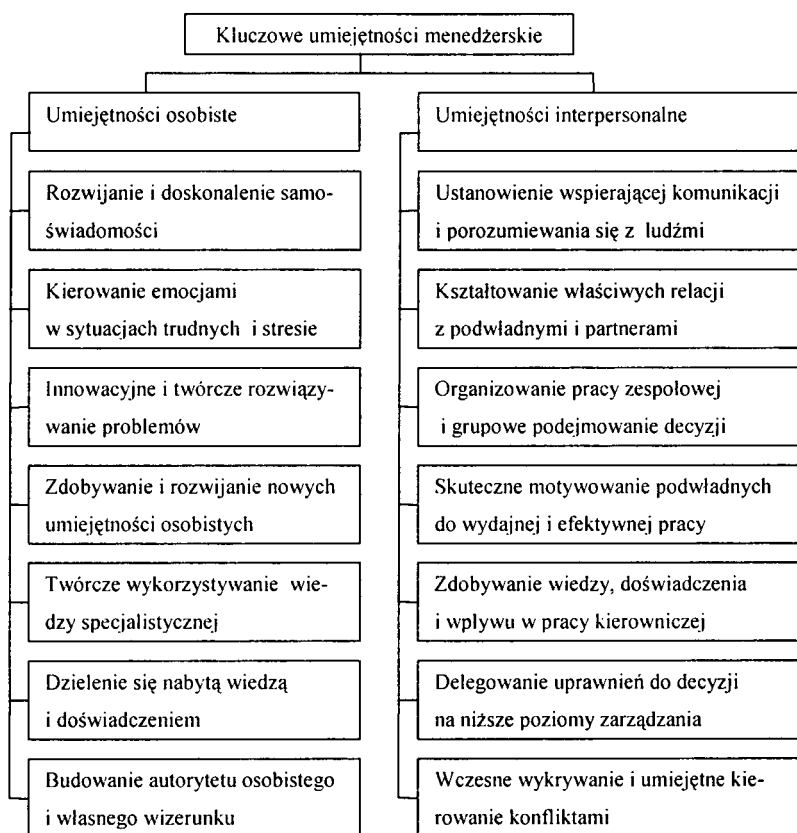 Kluczowe umiejętności menedżerskie
Umiejętności osobiste
Rozwijanie i doskonalenie samo-
świadomości
Kierowanie emocjami
w sytuacjach trudnych i stresie
Innowacyjne i twórcze rozwiązy-
wanie problemów
Zdobywanie i rozwijanie nowych
umiejętności osobistych
Twórcze wykorzystywanie wie-
dzy specjalistycznej
Dzielenie się nabytą wiedzą
i doświadczeniem
Budowanie autorytetu osobistego
i własnego wizerunku
Umiejętności interpersonalne
Ustanowienie wspierającej komunikacji
i porozumiewania się z ludźmi
Kształtowanie właściwych relacji
z podwładnymi i partnerami
Organizowanie pracy zespołowej
i grupowe podejmowanie decyzji
Skuteczne motywowanie podwładnych
do wydajnej i efektywnej pracy
Zdobywanie wiedzy, doświadczenia
i wpływu w pracy kierowniczej
Delegowanie uprawnień do decyzji
na niższe poziomy zarządzania
Wczesne wykrywanie i umiejętne kie-
rowanie konfliktami